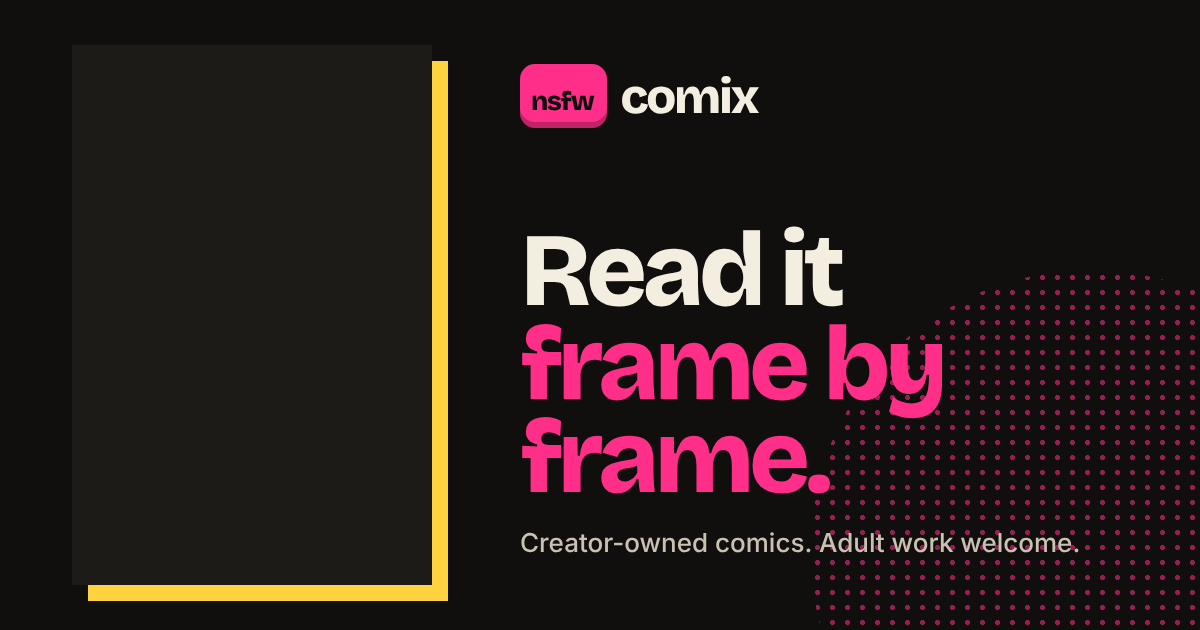 nsfw comix
Read it
frame by
frame.
Creator-owned comics. Adult work welcome.